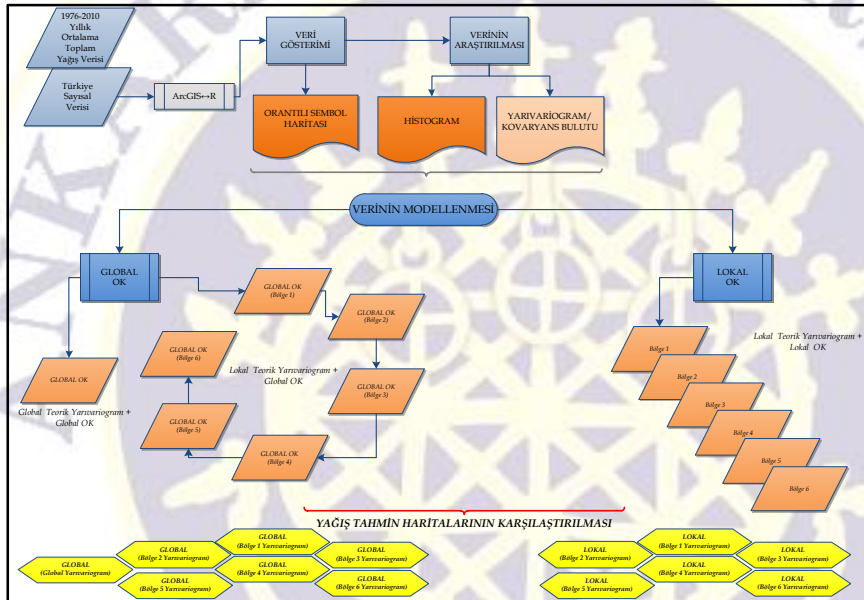 1976-2010
Yıllık
Ortalama
Toplam
Yağış Verisi
Türkiye
Sayısal
Verisi
ArcGIS↔R
VERİ
GÖSTERİMİ
VERİNİN
ARAŞTIRILMASI
ORANTILI SEMBOL
HARİTASI
HİSTOGRAM
YARIVARİOGRAM/
KOVARYANS BULUTU
VERİNİN MODELLENMESİ
GLOBAL
OK
LOKAL
OK
GLOBAL OK
(Bölge 1)
GLOBAL OK
(Bölge 2)
GLOBAL OK
(Bölge 3)
GLOBAL OK
(Bölge 4)
GLOBAL OK
(Bölge 5)
GLOBAL OK
(Bölge 6)
Lokal Teorik Yarıvariogram +
Global OK
GLOBAL OK
Global Teorik Yarıvariogram +
Global OK
Bölge 1
Bölge 2
Bölge 3
Bölge 4
Bölge 5
Bölge 6
Lokal Teorik Yarıvariogram +
Lokal OK
YAĞIŞ TAHMİN HARİTALARININ KARŞILAŞTIRILMASI
GLOBAL
(Global Yarıvariogram)
GLOBAL
(Bölge 2 Yarıvariogram)
GLOBAL
(Bölge 1 Yarıvariogram)
GLOBAL
(Bölge 3 Yarıvariogram)
GLOBAL
(Bölge 5 Yarıvariogram)
GLOBAL
(Bölge 4 Yarıvariogram)
GLOBAL
(Bölge 6 Yarıvariogram)
LOKAL
(Bölge 2 Yarıvariogram)
LOKAL
(Bölge 1 Yarıvariogram)
LOKAL
(Bölge 3 Yarıvariogram)
LOKAL
(Bölge 5 Yarıvariogram)
LOKAL
(Bölge 4 Yarıvariogram)
LOKAL
(Bölge 6 Yarıvariogram)